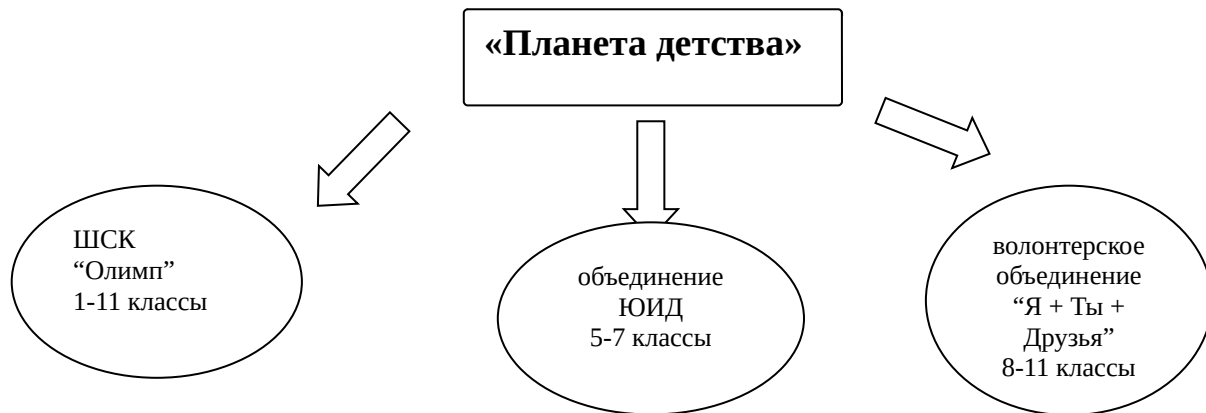 «Планета детства»
ШСК
“Олимп”
1-11 классы
объединение
ЮИД
5-7 классы
волонтерское
объединение
“Я + Ты +
Друзья”
8-11 классы